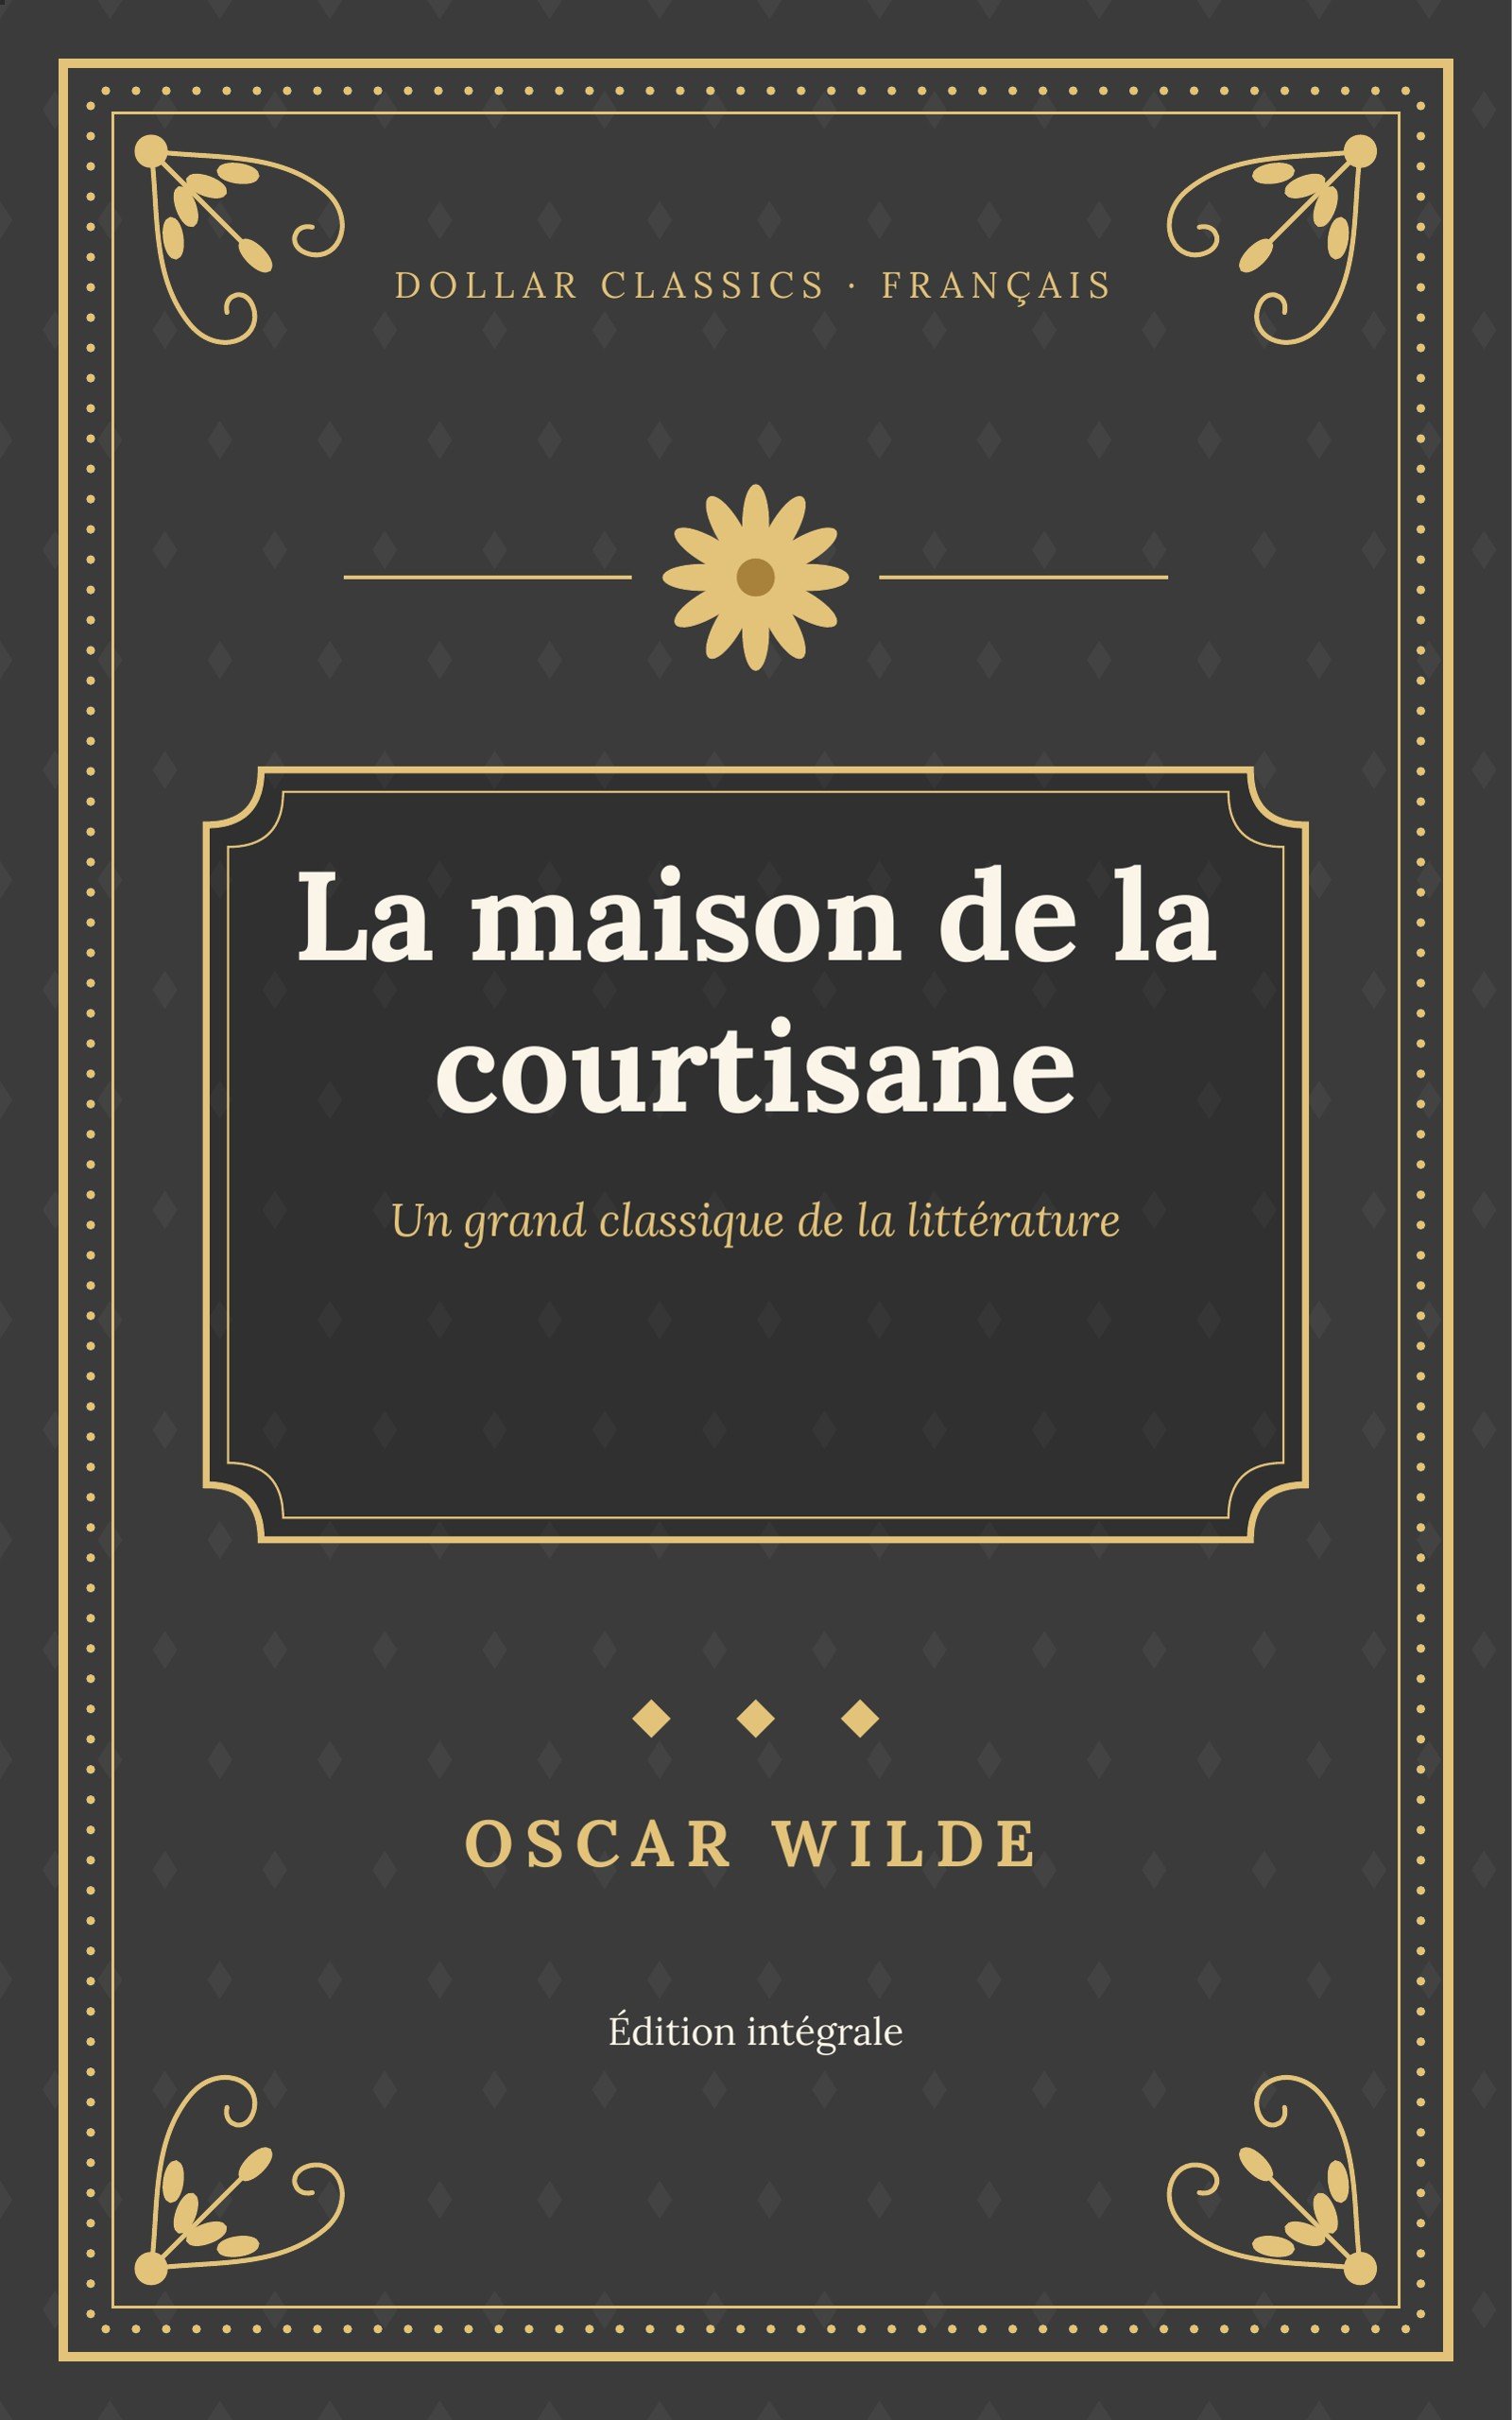 DOLLAR CLASSICS · FRANÇAIS
La maison de la
courtisane
Un grand classique de la littérature
OSCAR WILDE
Édition intégrale